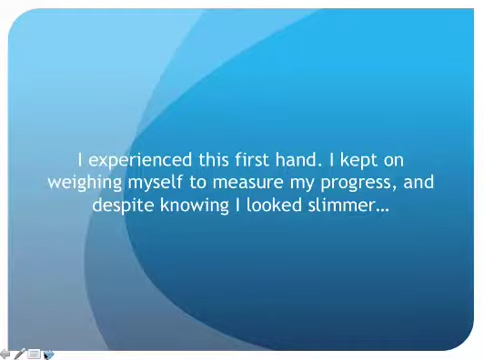 I experienced this first hand. I kept on
weighing myself to measure my progress, and
despite knowing I looked slimmer…